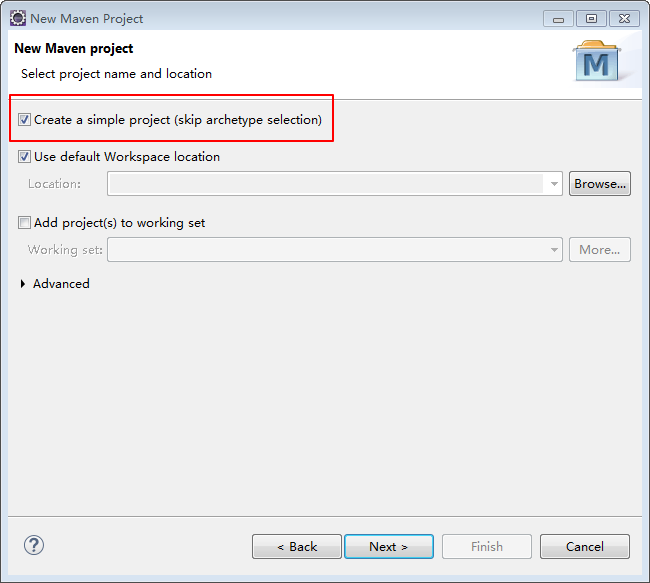 New Maven Project
New Maven project
Select project name and location
M
Create a simple project (skip archetype selection)
Use default Workspace location
Location:
Browse...
Add project(s) to working set
Working set:
More...
Advanced
?
< Back
Next >
Finish
Cancel